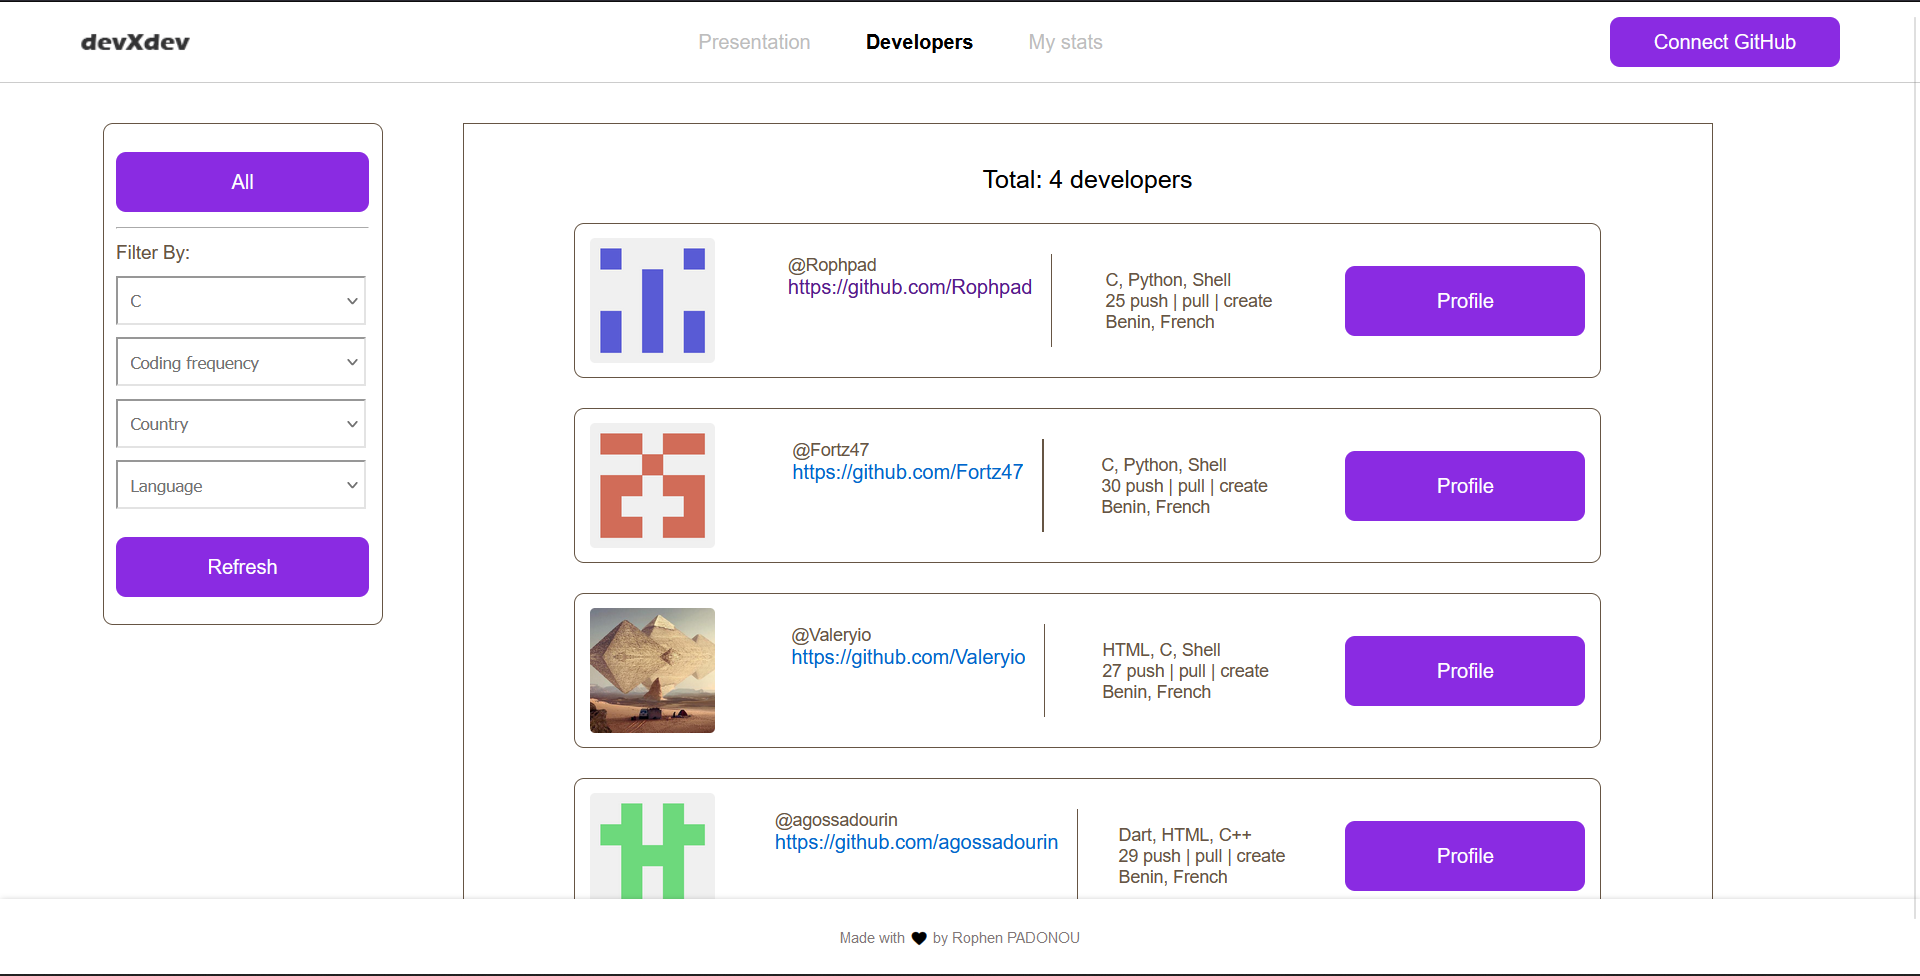 devXdev
Presentation
Developers
My stats
Connect GitHub
All
Filter By:
C
Coding frequency
Country
Language
Refresh
Total: 4 developers
@Rophpad
https://github.com/Rophpad
C, Python, Shell
25 push | pull | create
Benin, French
Profile
@Fortz47
https://github.com/Fortz47
C, Python, Shell
30 push | pull | create
Benin, French
Profile
@Valeryio
https://github.com/Valeryio
HTML, C, Shell
27 push | pull | create
Benin, French
Profile
@agossadourin
https://github.com/agossadourin
Dart, HTML, C++
29 push | pull | create
Benin, French
Profile
Made with 🖤 by Rophen PADONOU